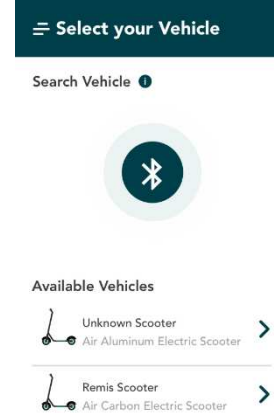 Select your Vehicle
Search Vehicle i
Available Vehicles
Unknown Scooter
Air Aluminum Electric Scooter
Remis Scooter
Air Carbon Electric Scooter